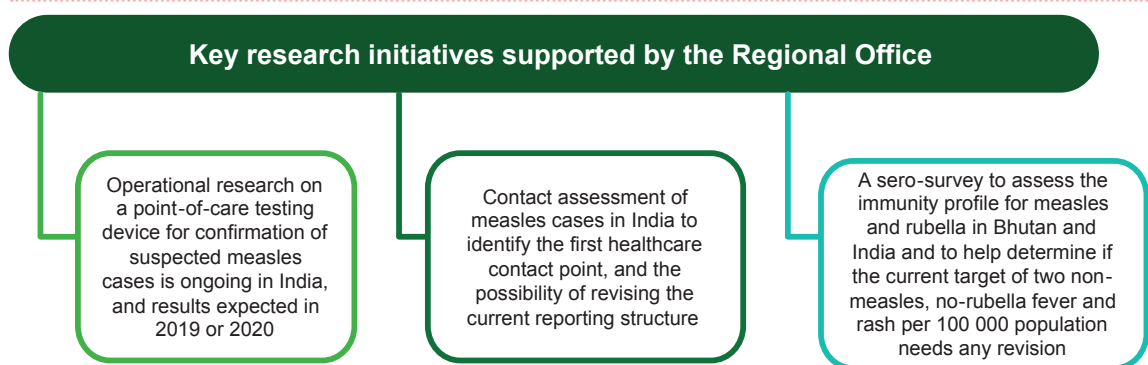 Key research initiatives supported by the Regional Office
Operational research on
a point-of-care testing
device for confirmation of
suspected measles
cases is ongoing in India,
and results expected in
2019 or 2020
Contact assessment of
measles cases in India to
identify the first healthcare
contact point, and the
possibility of revising the
current reporting structure
A sero-survey to assess the
immunity profile for measles
and rubella in Bhutan and
India and to help determine if
the current target of two non-
measles, no-rubella fever and
rash per 100 000 population
needs any revision